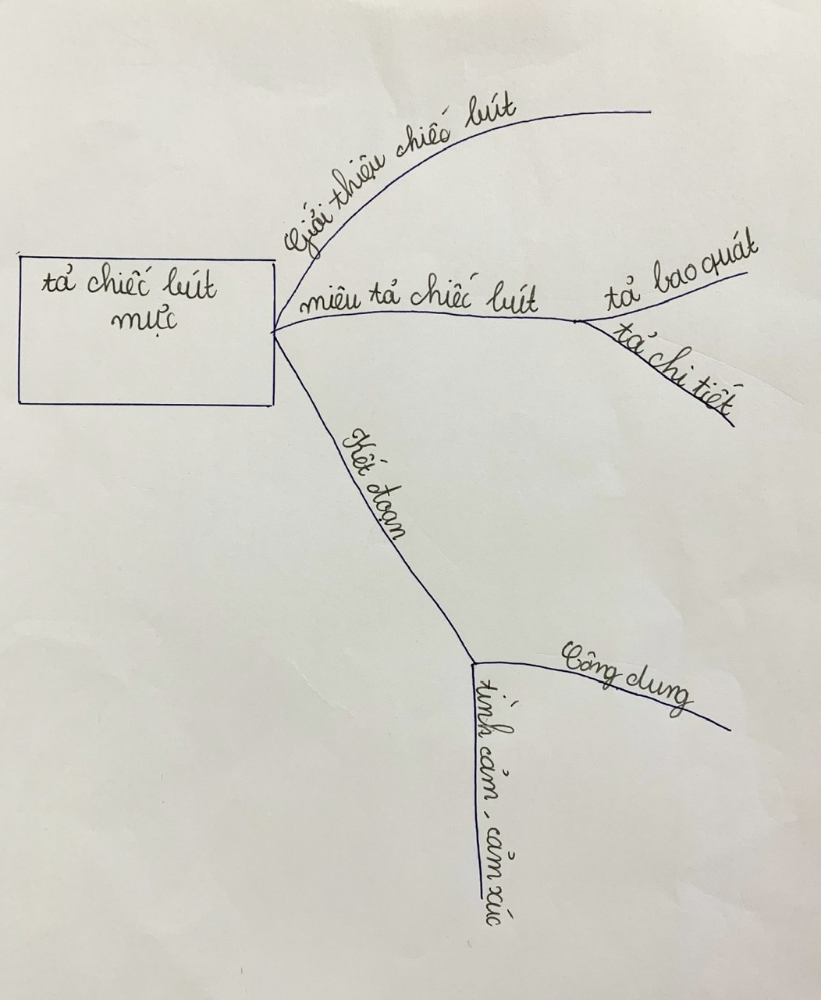 tả chiếc bút
mực
Giới thiệu chiếc bút
miêu tả chiếc bút
tả bao quát
tả chi tiết
Kết đoạn
Công dung
tình cảm, cảm xúc